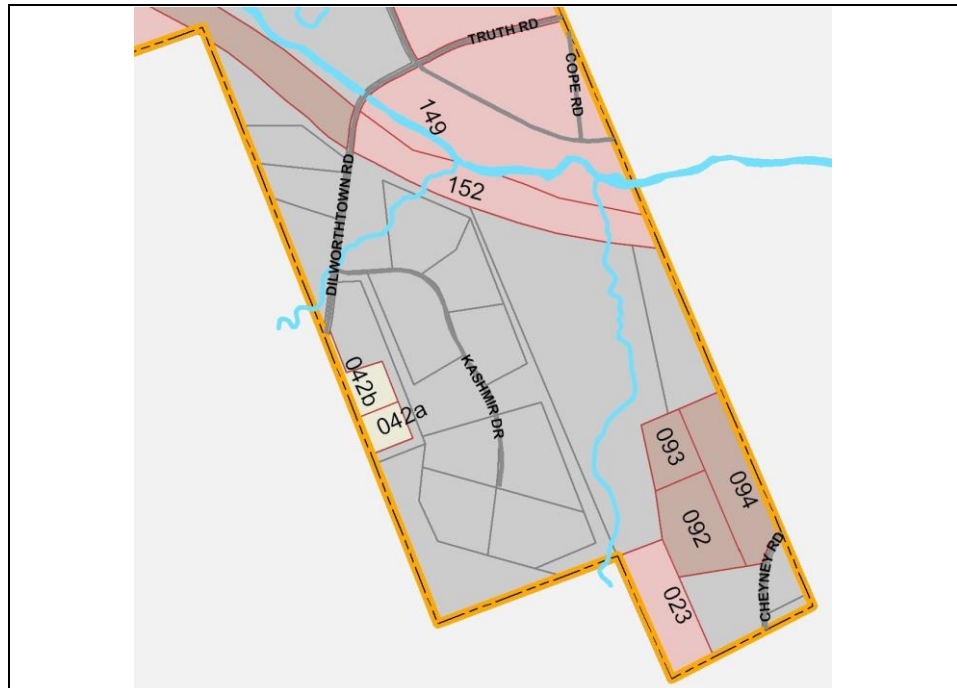 TRUTH RD
COPE RD
149
152
DILWORTHTOWN RD
KASHMIR DR
042b
042a
093
094
092
CHEYNEY RD
023